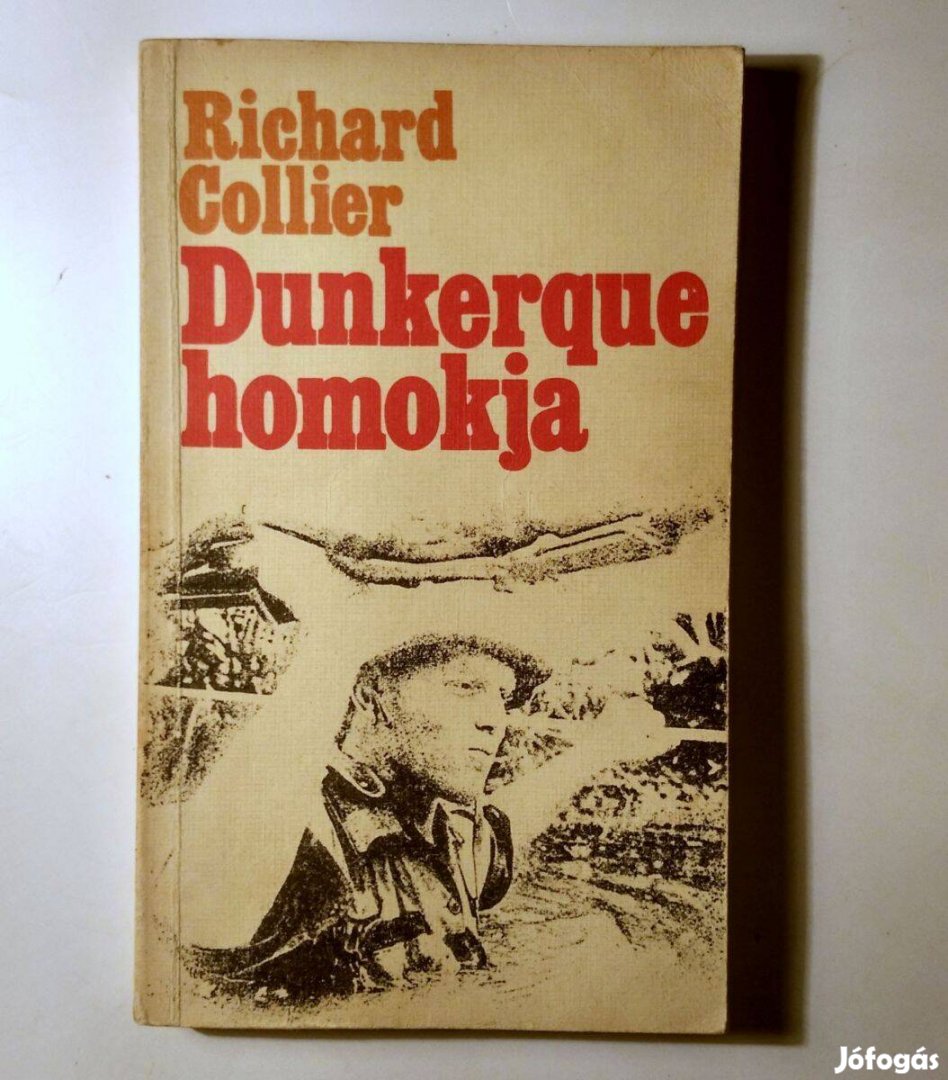 Richard
Collier
Dunkerque
homokja
Jófogás